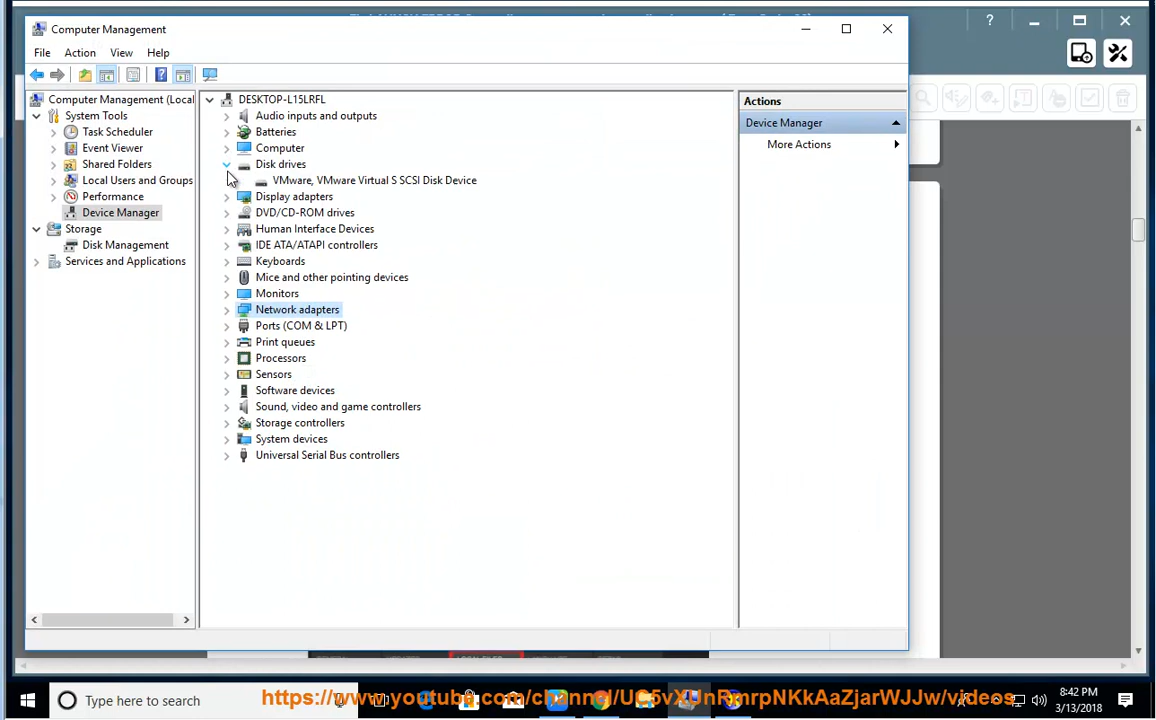 Computer Management
File Action View Help
Computer Management (Local
System Tools
Task Scheduler
Event Viewer
Shared Folders
Local Users and Groups
Performance
Device Manager
Storage
Disk Management
Services and Applications
DESKTOP-L15LRFL
Audio inputs and outputs
Batteries
Computer
Disk drives
VMware, VMware Virtual S SCSI Disk Device
Display adapters
DVD/CD-ROM drives
Human Interface Devices
IDE ATA/ATAPI controllers
Keyboards
Mice and other pointing devices
Monitors
Network adapters
Ports (COM & LPT)
Print queues
Processors
Sensors
Software devices
Sound, video and game controllers
Storage controllers
System devices
Universal Serial Bus controllers
Actions
Device Manager
More Actions
Type here to search
8:42 PM
3/13/2018